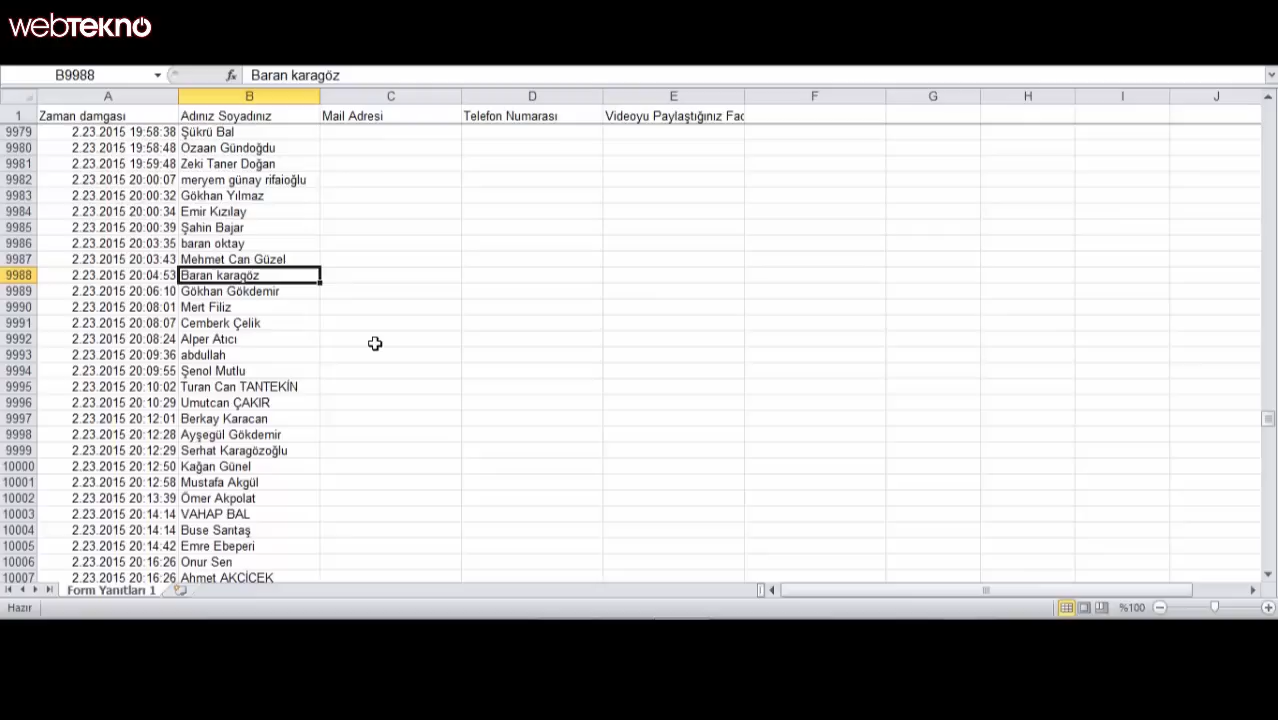 webTEKNO
B9988 fx Baran karagöz
A B C D E F G H I J
1 Zaman damgası Adınız Soyadınız Mail Adresi Telefon Numarası Videoyu Paylaştığınız Fac
9979 2.23.2015 19:58:38 Şükrü Bal
9980 2.23.2015 19:58:48 Özaan Gündoğdu
9981 2.23.2015 19:59:48 Zeki Taner Doğan
9982 2.23.2015 20:00:07 meryem günay rifaioğlu
9983 2.23.2015 20:00:32 Gökhan Yılmaz
9984 2.23.2015 20:00:34 Emir Kızılay
9985 2.23.2015 20:00:39 Şahin Bajar
9986 2.23.2015 20:03:35 baran oktay
9987 2.23.2015 20:03:43 Mehmet Can Güzel
9988 2.23.2015 20:04:53 Baran karagöz
9989 2.23.2015 20:06:10 Gökhan Gökdemir
9990 2.23.2015 20:08:01 Mert Filiz
9991 2.23.2015 20:08:07 Cemberk Çelik
9992 2.23.2015 20:08:24 Alper Atıcı
9993 2.23.2015 20:09:36 abdullah
9994 2.23.2015 20:09:55 Şenol Mutlu
9995 2.23.2015 20:10:02 Turan Can TANTEKİN
9996 2.23.2015 20:10:29 Umutcan ÇAKIR
9997 2.23.2015 20:12:01 Berkay Karacan
9998 2.23.2015 20:12:28 Ayşegül Gökdemir
9999 2.23.2015 20:12:29 Serhat Karagözoğlu
10000 2.23.2015 20:12:50 Kağan Günel
10001 2.23.2015 20:12:58 Mustafa Akgül
10002 2.23.2015 20:13:39 Ömer Akpolat
10003 2.23.2015 20:14:14 VAHAP BAL
10004 2.23.2015 20:14:14 Buse Sarıtaş
10005 2.23.2015 20:14:42 Emre Ebeperi
10006 2.23.2015 20:16:26 Onur Sen
10007 2.23.2015 20:16:26 Ahmet AKÇİÇEK
Form Yanıtları 1
Hazır %100